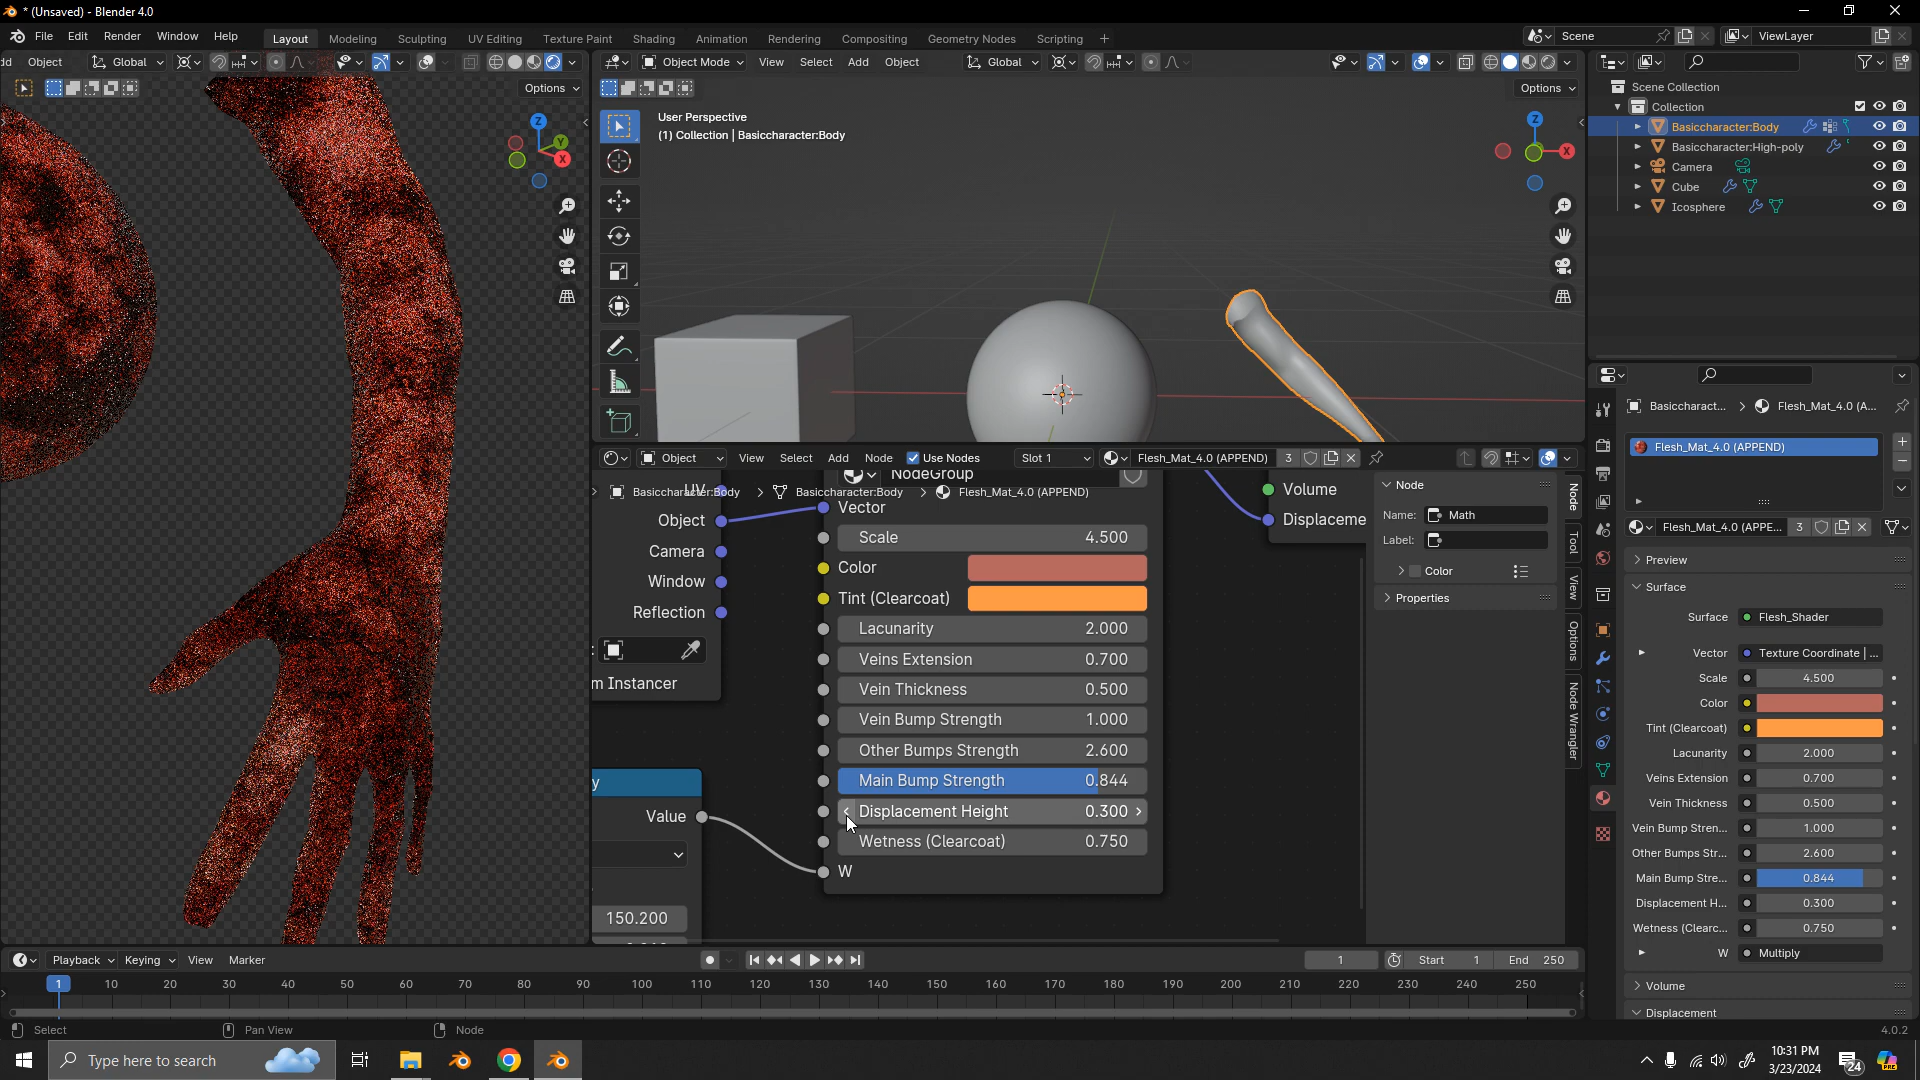 * (Unsaved) - Blender 4.0
File Edit Render Window Help
Layout Modeling Sculpting UV Editing Texture Paint Shading Animation Rendering Compositing Geometry Nodes Scripting +
Scene
ViewLayer
Object Global
Options
Object Mode View Select Add Object Global
Options
User Perspective
(1) Collection | Basiccharacter:Body
Z
Y
X
Z
X
Scene Collection
Collection
Basiccharacter:Body
Basiccharacter:High-poly
Camera
Cube
Icosphere
Object View Select Add Node Use Nodes Slot 1 Flesh_Mat_4.0 (APPEND) 3
Basiccharacter:Body Basiccharacter:Body Flesh_Mat_4.0 (APPEND)
UV
Object
Camera
Window
Reflection
m Instancer
NodeGroup
Vector
Scale 4.500
Color
Tint (Clearcoat)
Lacunarity 2.000
Veins Extension 0.700
Vein Thickness 0.500
Vein Bump Strength 1.000
Other Bumps Strength 2.600
Main Bump Strength 0.844
Displacement Height 0.300
Wetness (Clearcoat) 0.750
W
y
Value
150.200
Volume
Displaceme
Node
Name: Math
Label:
Color
Properties
Node
Tool
View
Options
Node Wrangler
Basiccharact... Flesh_Mat_4.0 (A...
Flesh_Mat_4.0 (APPEND)
Flesh_Mat_4.0 (APPE... 3
Preview
Surface
Surface Flesh_Shader
Vector Texture Coordinate | ...
Scale 4.500
Color
Tint (Clearcoat)
Lacunarity 2.000
Veins Extension 0.700
Vein Thickness 0.500
Vein Bump Stren... 1.000
Other Bumps Str... 2.600
Main Bump Stre... 0.844
Displacement H... 0.300
Wetness (Clearc... 0.750
W Multiply
Volume
Displacement
Playback Keying View Marker
1 Start 1 End 250
1 10 20 30 40 50 60 70 80 90 100 110 120 130 140 150 160 170 180 190 200 210 220 230 240 250
Select Pan View Node 4.0.2
Type here to search
10:31 PM
3/23/2024
24